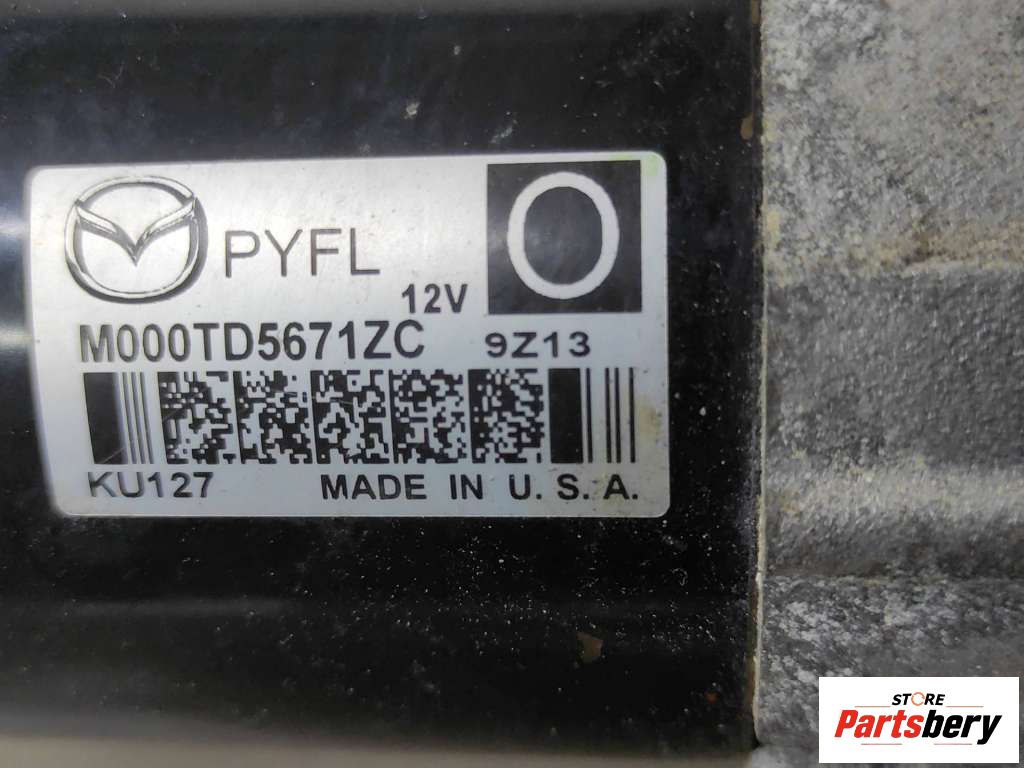 PYFL
O
12V
M000TD5671ZC 9Z13
KU127 MADE IN U.S.A.
STORE
Partsbery